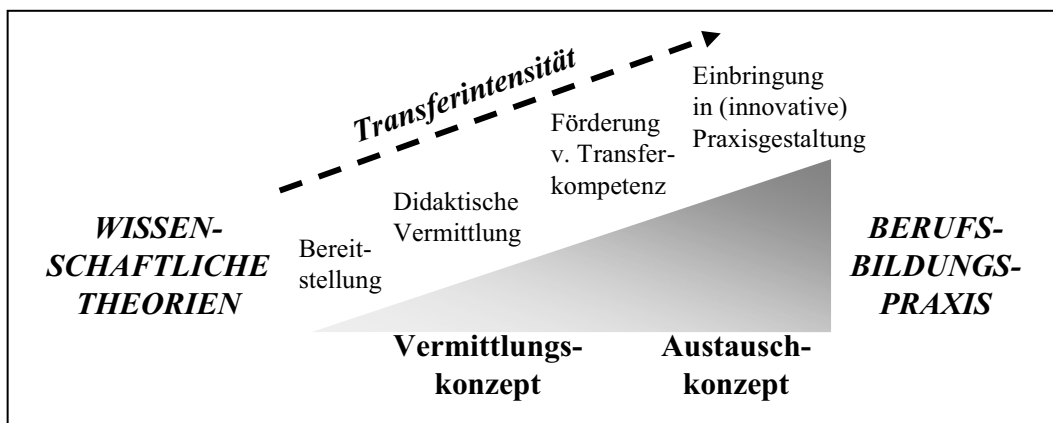 Transferintensität
Einbringung
in (innovative)
Praxisgestaltung
Förderung
v. Transfer-
kompetenz
Didaktische
Vermittlung
Bereit-
stellung
WISSEN-
SCHAFTLICHE
THEORIEN
BERUFS-
BILDUNGS-
PRAXIS
Vermittlungs-
konzept
Austausch-
konzept